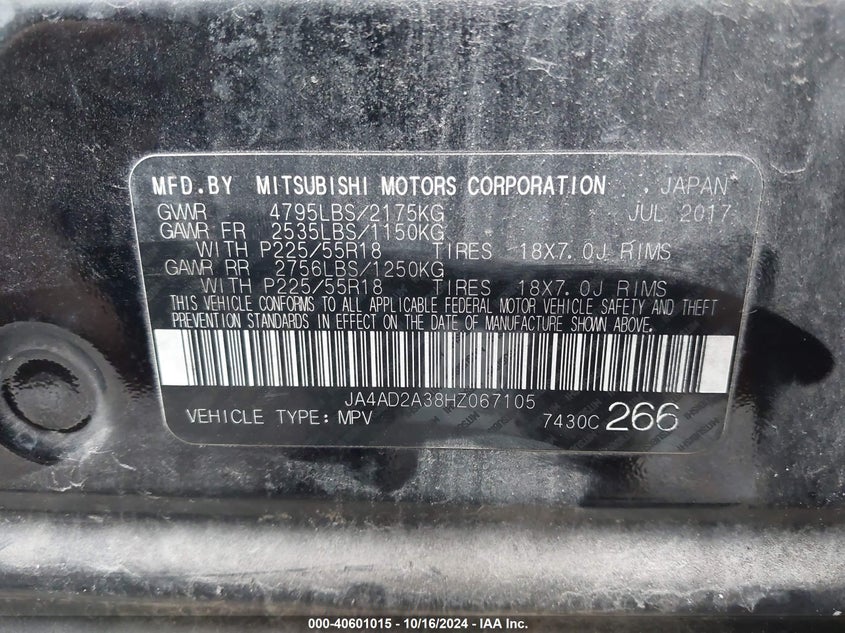 MFD.BY MITSUBISHI MOTORS CORPORATION , JAPAN
GVWR 4795LBS/2175KG JUL 2017
GAWR FR 2535LBS/1150KG
WITH P225/55R18 TIRES 18X7.0J RIMS
GAWR RR 2756LBS/1250KG
WITH P225/55R18 TIRES 18X7.0J RIMS
THIS VEHICLE CONFORMS TO ALL APPLICABLE FEDERAL MOTOR VEHICLE SAFETY AND THEFT
PREVENTION STANDARDS IN EFFECT ON THE DATE OF MANUFACTURE SHOWN ABOVE.
JA4AD2A38HZ067105
VEHICLE TYPE: MPV 7430C 266
000-40601015 - 10/16/2024 - IAA Inc.